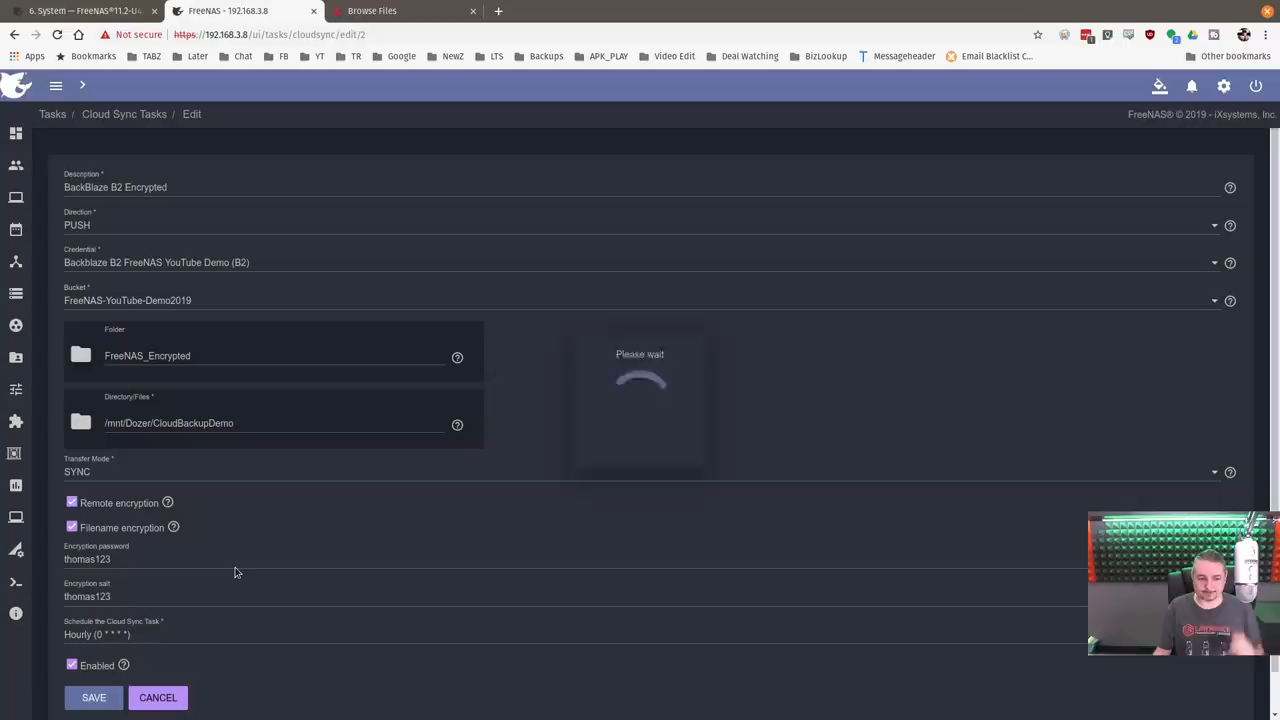 6. System — FreeNAS®11.2-U4
FreeNAS - 192.168.3.8
Browse Files
Not secure
https://192.168.3.8/ui/tasks/cloudsync/edit/2
Apps
Bookmarks
TABZ
Later
Chat
FB
YT
TR
Google
NewZ
LTS
Backups
APK_PLAY
Video Edit
Deal Watching
BizLookup
Messageheader
Email Blacklist C...
Other bookmarks
Tasks / Cloud Sync Tasks / Edit
FreeNAS® © 2019 - iXsystems, Inc.
Description *
BackBlaze B2 Encrypted
Direction *
PUSH
Credential *
Backblaze B2 FreeNAS YouTube Demo (B2)
Bucket *
FreeNAS-YouTube-Demo2019
Folder
FreeNAS_Encrypted
Please wait
Directory/Files *
/mnt/Dozer/CloudBackupDemo
Transfer Mode *
SYNC
Remote encryption
Filename encryption
Encryption password
thomas123
Encryption salt
thomas123
Schedule the Cloud Sync Task *
Hourly (0 * * * *)
Enabled
SAVE
CANCEL